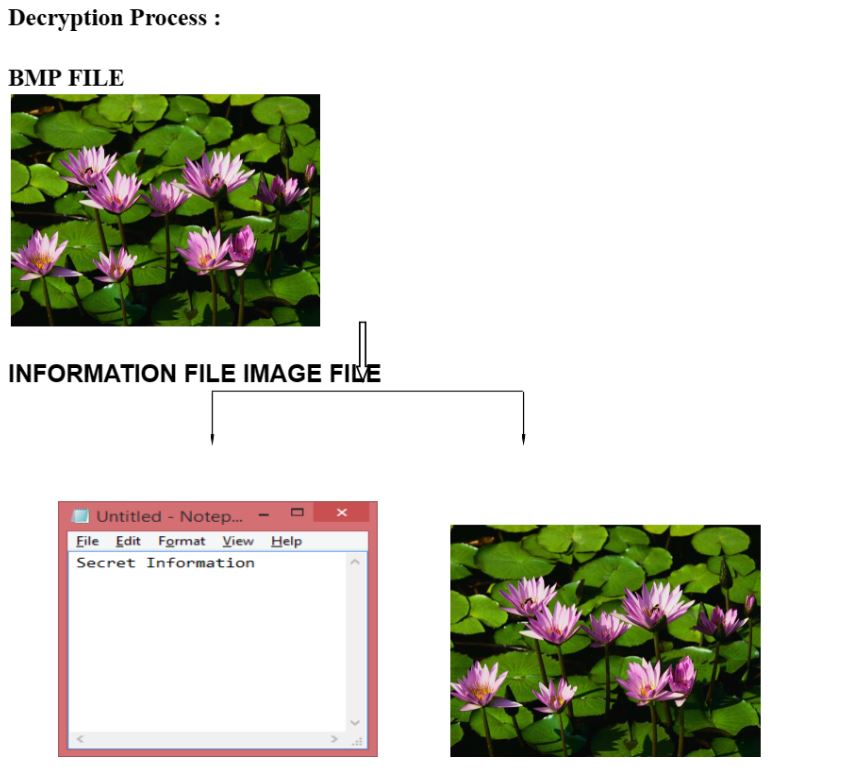 Decryption Process :
BMP FILE
INFORMATION FILE IMAGE FILE
Untitled - Notep...
File Edit Format View Help
Secret Information